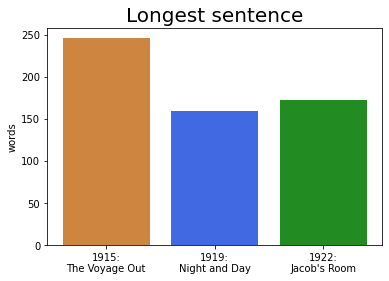 Longest sentence
250
200
150
100
50
0
words
1915:
The Voyage Out
1919:
Night and Day
1922:
Jacob's Room